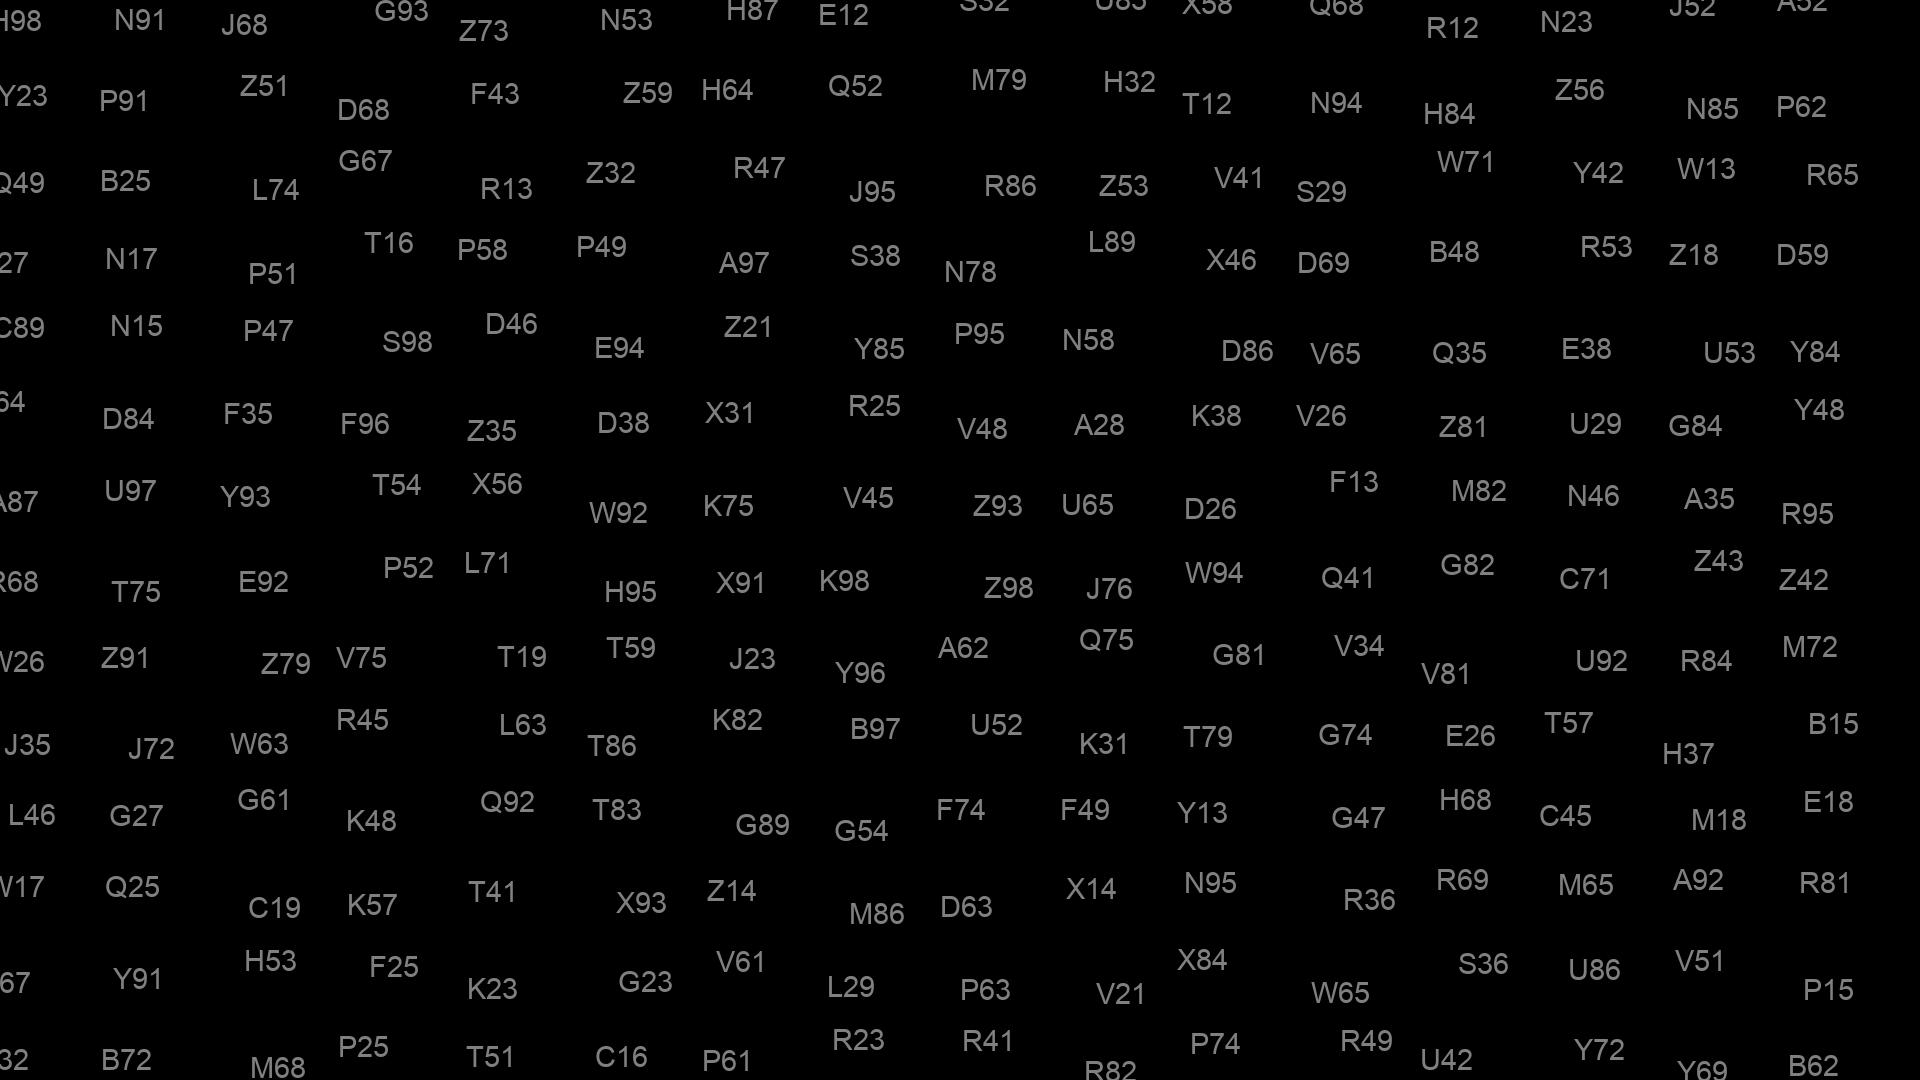 H98 N91 J68 G93 Z73 N53 H87 E12 S32 U85 X58 Q68 R12 N23 J52 A52
Y23 P91 Z51 D68 F43 Z59 H64 Q52 M79 H32 T12 N94 H84 Z56 N85 P62
Q49 B25 L74 G67 R13 Z32 R47 J95 R86 Z53 V41 S29 W71 Y42 W13 R65
27 N17 P51 T16 P58 P49 A97 S38 N78 L89 X46 D69 B48 R53 Z18 D59
C89 N15 P47 S98 D46 E94 Z21 Y85 P95 N58 D86 V65 Q35 E38 U53 Y84
64 D84 F35 F96 Z35 D38 X31 R25 V48 A28 K38 V26 Z81 U29 G84 Y48
A87 U97 Y93 T54 X56 W92 K75 V45 Z93 U65 D26 F13 M82 N46 A35 R95
R68 T75 E92 P52 L71 H95 X91 K98 Z98 J76 W94 Q41 G82 C71 Z43 Z42
W26 Z91 Z79 V75 T19 T59 J23 Y96 A62 Q75 G81 V34 V81 U92 R84 M72
J35 J72 W63 R45 L63 T86 K82 B97 U52 K31 T79 G74 E26 T57 H37 B15
L46 G27 G61 K48 Q92 T83 G89 G54 F74 F49 Y13 G47 H68 C45 M18 E18
W17 Q25 C19 K57 T41 X93 Z14 M86 D63 X14 N95 R36 R69 M65 A92 R81
67 Y91 H53 F25 K23 G23 V61 L29 P63 V21 X84 W65 S36 U86 V51 P15
32 B72 M68 P25 T51 C16 P61 R23 R41 R82 P74 R49 U42 Y72 Y69 B62